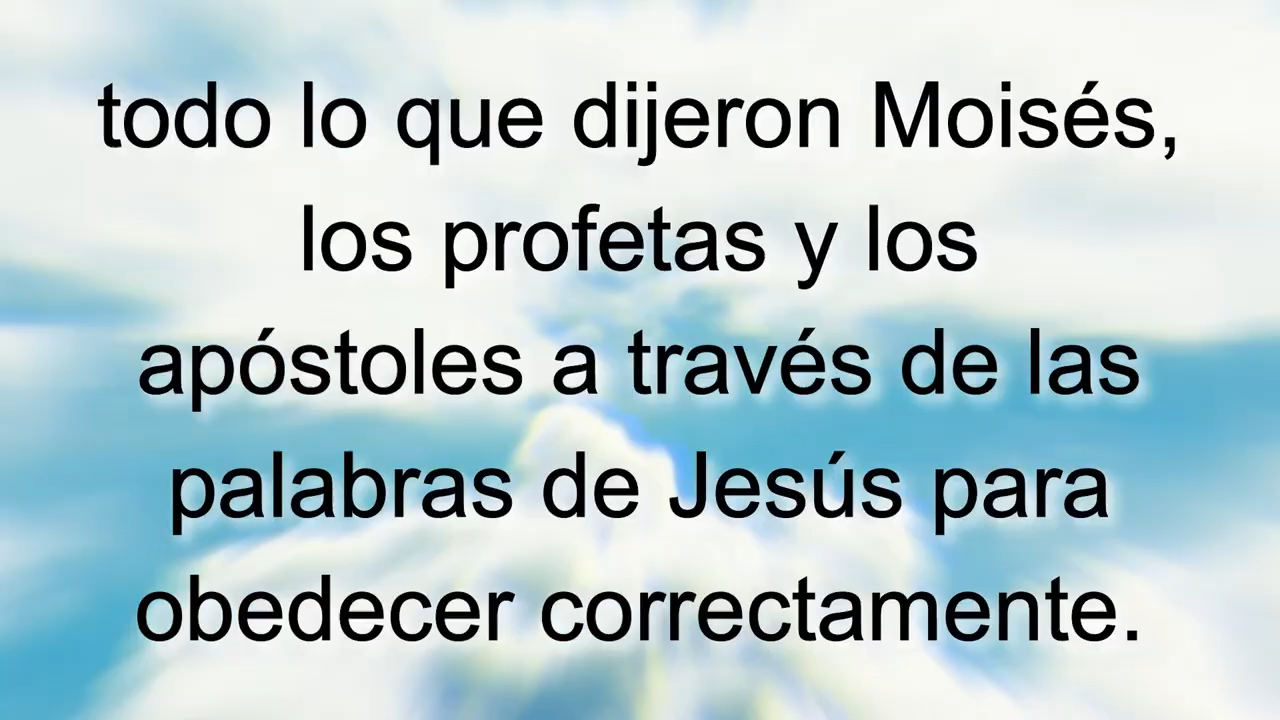 todo lo que dijeron Moisés,
los profetas y los
apóstoles a través de las
palabras de Jesús para
obedecer correctamente.